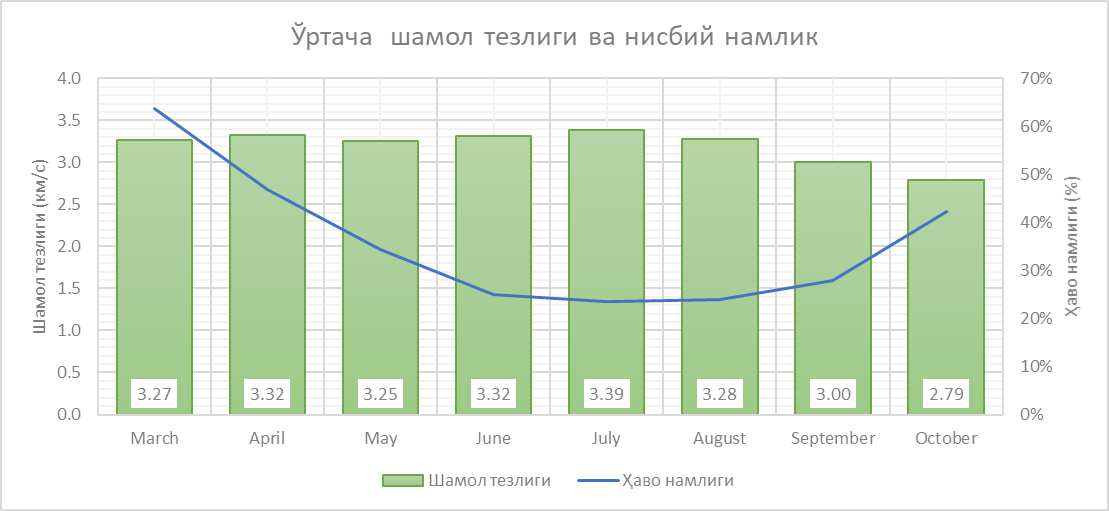 Ўртача шамол тезлиги ва нисбий намлик
Шамол тезлиги (км/с)
4.0
3.5
3.0
2.5
2.0
1.5
1.0
0.5
0.0
70%
60%
50%
40%
30%
20%
10%
0%
Ҳаво намлиги (%)
3.27 3.32 3.25 3.32 3.39 3.28 3.00 2.79
March April May June July August September October
Шамол тезлиги Ҳаво намлиги